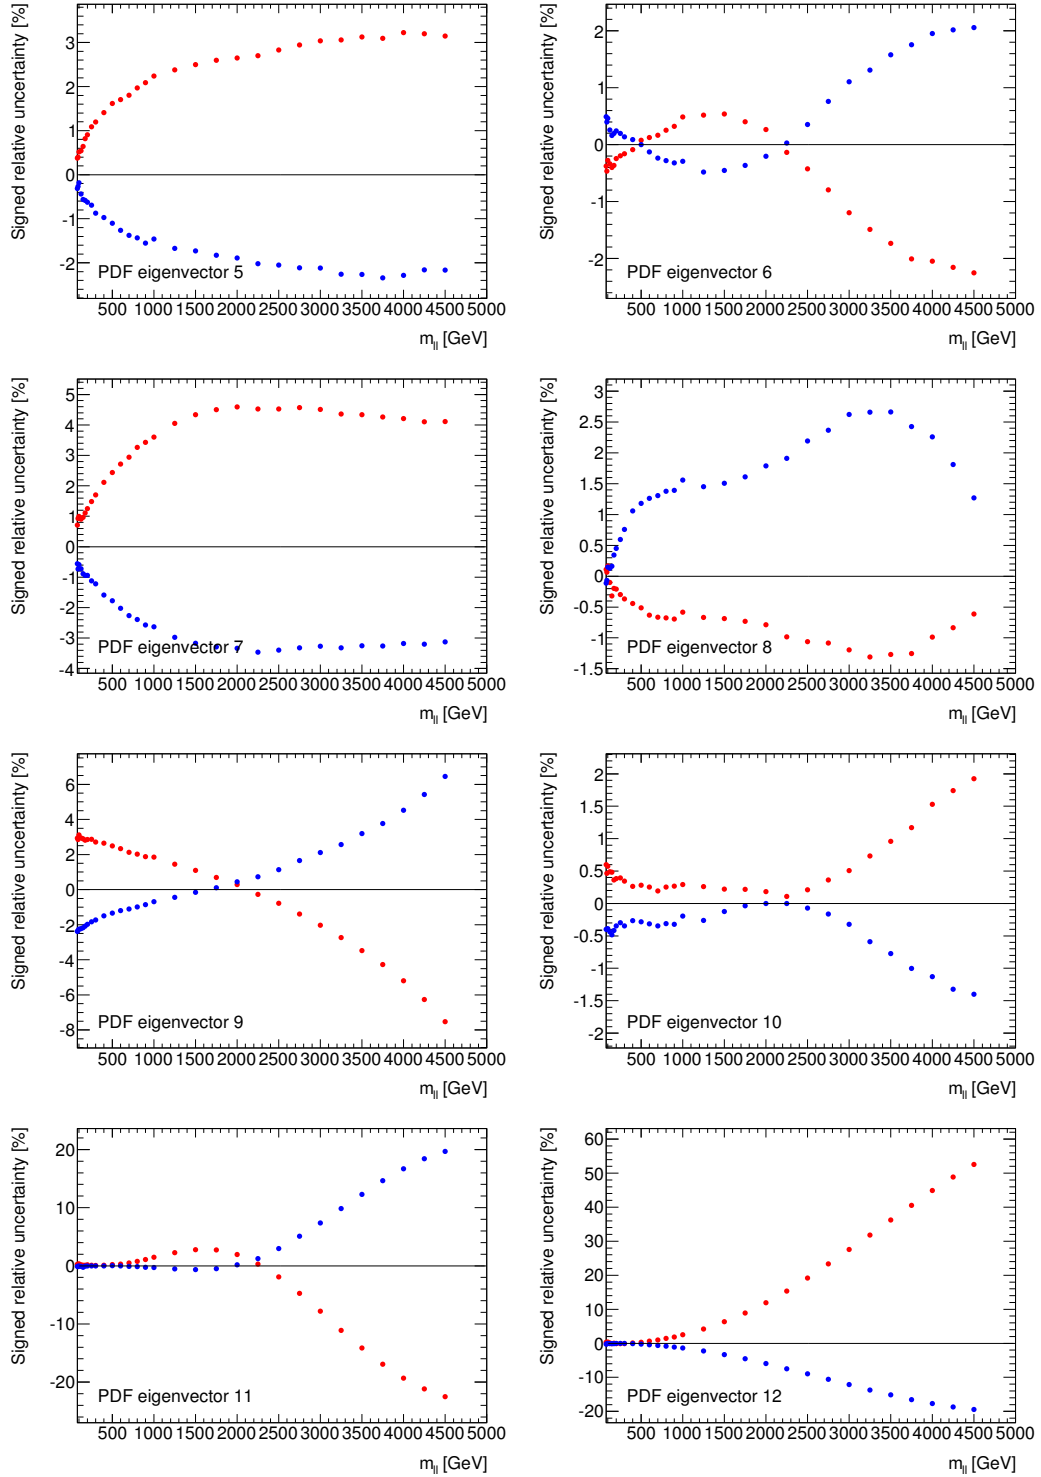 Signed relative uncertainty [%]
3
2
1
0
-1
-2
PDF eigenvector 5
500 1000 1500 2000 2500 3000 3500 4000 4500 5000
m_ll [GeV]
Signed relative uncertainty [%]
2
1
0
-1
-2
PDF eigenvector 6
500 1000 1500 2000 2500 3000 3500 4000 4500 5000
m_ll [GeV]
Signed relative uncertainty [%]
5
4
3
2
1
0
-1
-2
-3
-4
PDF eigenvector 7
500 1000 1500 2000 2500 3000 3500 4000 4500 5000
m_ll [GeV]
Signed relative uncertainty [%]
3
2.5
2
1.5
1
0.5
0
-0.5
-1
-1.5
PDF eigenvector 8
500 1000 1500 2000 2500 3000 3500 4000 4500 5000
m_ll [GeV]
Signed relative uncertainty [%]
6
4
2
0
-2
-4
-6
-8
PDF eigenvector 9
500 1000 1500 2000 2500 3000 3500 4000 4500 5000
m_ll [GeV]
Signed relative uncertainty [%]
2
1.5
1
0.5
0
-0.5
-1
-1.5
-2
PDF eigenvector 10
500 1000 1500 2000 2500 3000 3500 4000 4500 5000
m_ll [GeV]
Signed relative uncertainty [%]
20
10
0
-10
-20
PDF eigenvector 11
500 1000 1500 2000 2500 3000 3500 4000 4500 5000
m_ll [GeV]
Signed relative uncertainty [%]
60
50
40
30
20
10
0
-10
-20
PDF eigenvector 12
500 1000 1500 2000 2500 3000 3500 4000 4500 5000
m_ll [GeV]